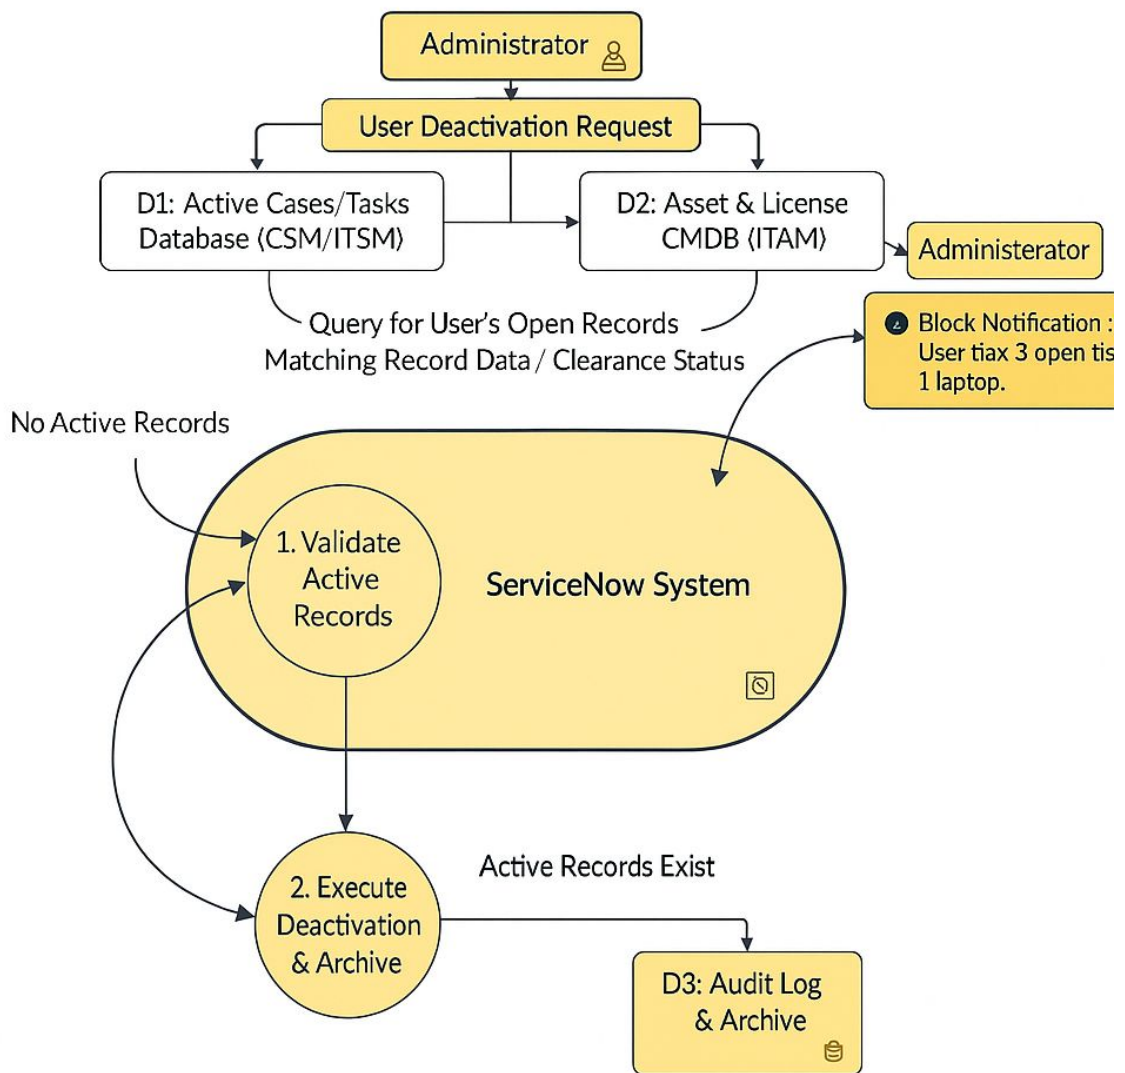 Administrator
User Deactivation Request
D1: Active Cases/Tasks
Database (CSM/ITSM)
D2: Asset & License
CMDB (ITAM)
Administerator
Query for User's Open Records
Matching Record Data / Clearance Status
Block Notification :
User tiax 3 open tis
1 laptop.
No Active Records
1. Validate
Active
Records
ServiceNow System
Active Records Exist
2. Execute
Deactivation
& Archive
D3: Audit Log
& Archive